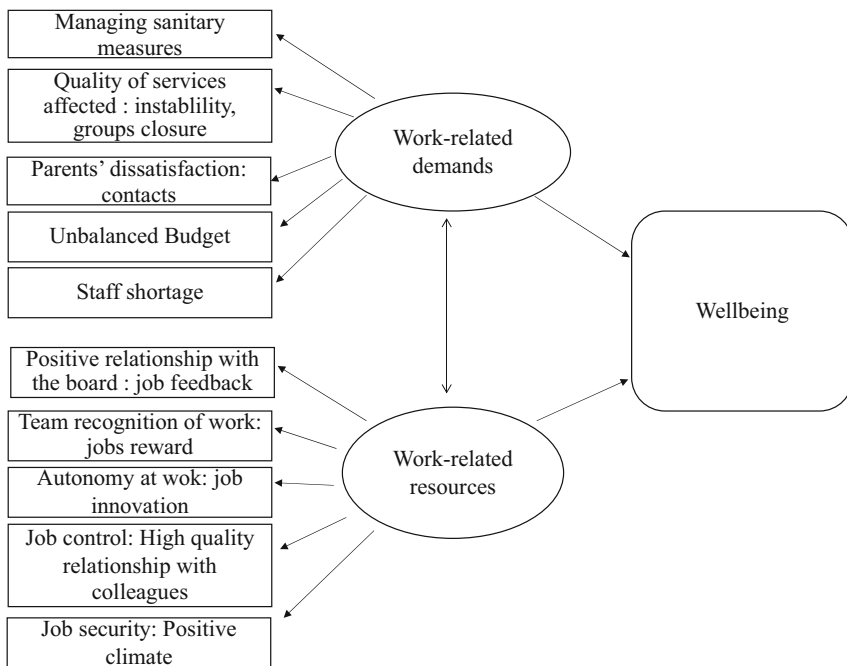 Managing sanitary
measures
Quality of services
affected : instablility,
groups closure
Parents’ dissatisfaction:
contacts
Unbalanced Budget
Staff shortage
Work-related
demands
Wellbeing
Positive relationship with
the board : job feedback
Team recognition of work:
jobs reward
Autonomy at wok: job
innovation
Job control: High quality
relationship with
colleagues
Job security: Positive
climate
Work-related
resources